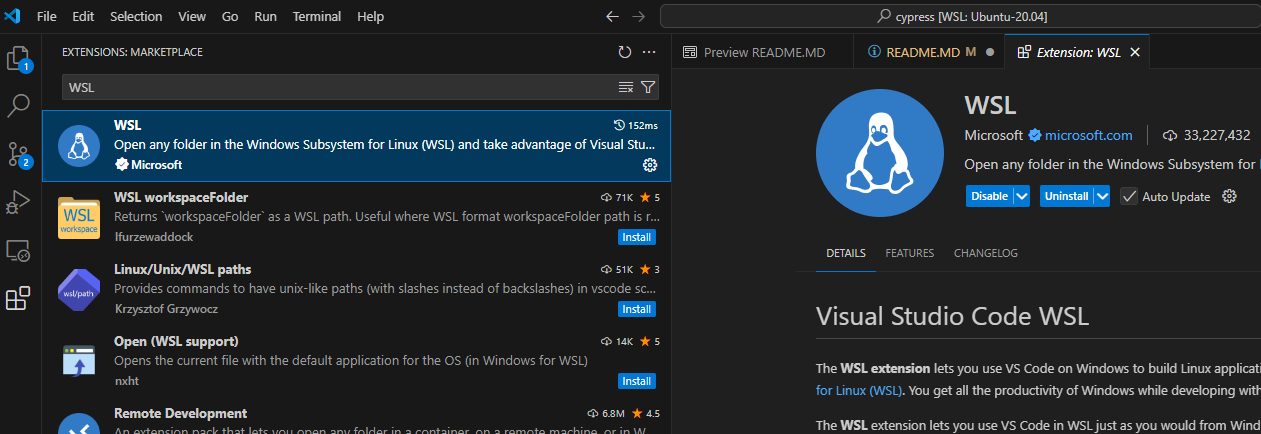 File Edit Selection View Go Run Terminal Help
cypress [WSL: Ubuntu-20.04]
EXTENSIONS: MARKETPLACE
Preview README.MD
README.MD M
Extension: WSL
1
WSL
WSL
152ms
Open any folder in the Windows Subsystem for Linux (WSL) and take advantage of Visual Stu...
Microsoft
2
WSL workspaceFolder
71K 5
WSL
workspace
Returns `workspaceFolder` as a WSL path. Useful where WSL format workspaceFolder path is r...
lfurzewaddock
Install
Linux/Unix/WSL paths
51K 3
wsl/path
Provides commands to have unix-like paths (with slashes instead of backslashes) in vscode sc...
Krzysztof Grzywocz
Install
Open (WSL support)
14K 5
Opens the current file with the default application for the OS (in Windows for WSL)
nxht
Install
Remote Development
6.8M 4.5
An extension pack that lets you open any folder in a container, on a remote machine, or in W...
WSL
Microsoft microsoft.com 33,227,432
Open any folder in the Windows Subsystem for
Disable Uninstall Auto Update
DETAILS FEATURES CHANGELOG
Visual Studio Code WSL
The WSL extension lets you use VS Code on Windows to build Linux applicati
for Linux (WSL). You get all the productivity of Windows while developing with
The WSL extension lets you use VS Code in WSL just as you would from Wind